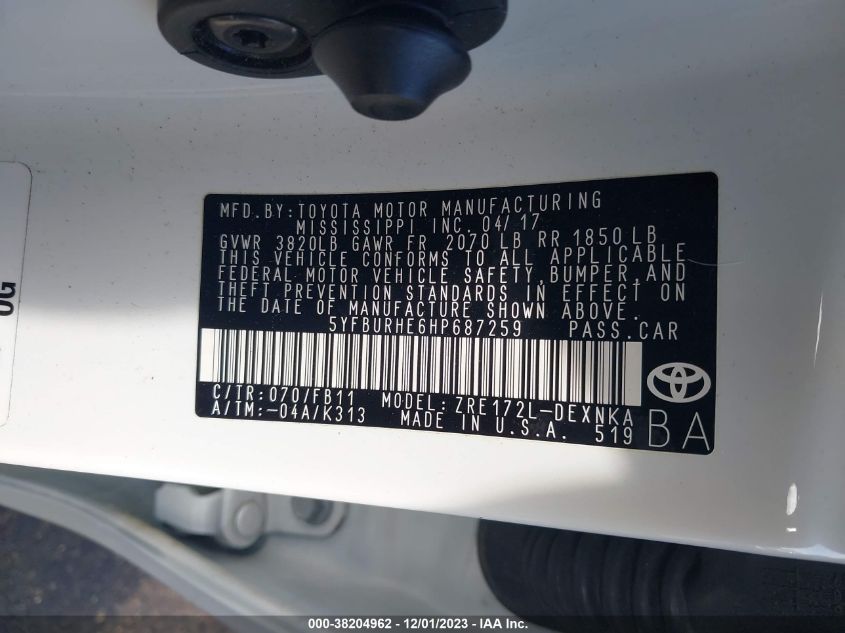 MFD.BY:TOYOTA MOTOR MANUFACTURING
MISSISSIPPI INC. 04/17
GVWR 3820LB GAWR FR 2070 LB RR 1850 LB
THIS VEHICLE CONFORMS TO ALL APPLICABLE
FEDERAL MOTOR VEHICLE SAFETY,BUMPER,AND
THEFT PREVENTION STANDARDS IN EFFECT ON
THE DATE OF MANUFACTURE SHOWN ABOVE.
5YFBURHE6HP687259 PASS.CAR
C/TR:070/FB11 MODEL: ZRE172L-DEXNKA
A/TM:-04A/K313 MADE IN U.S.A. 519
BA
OG
000-38204962 - 12/01/2023 - IAA Inc.